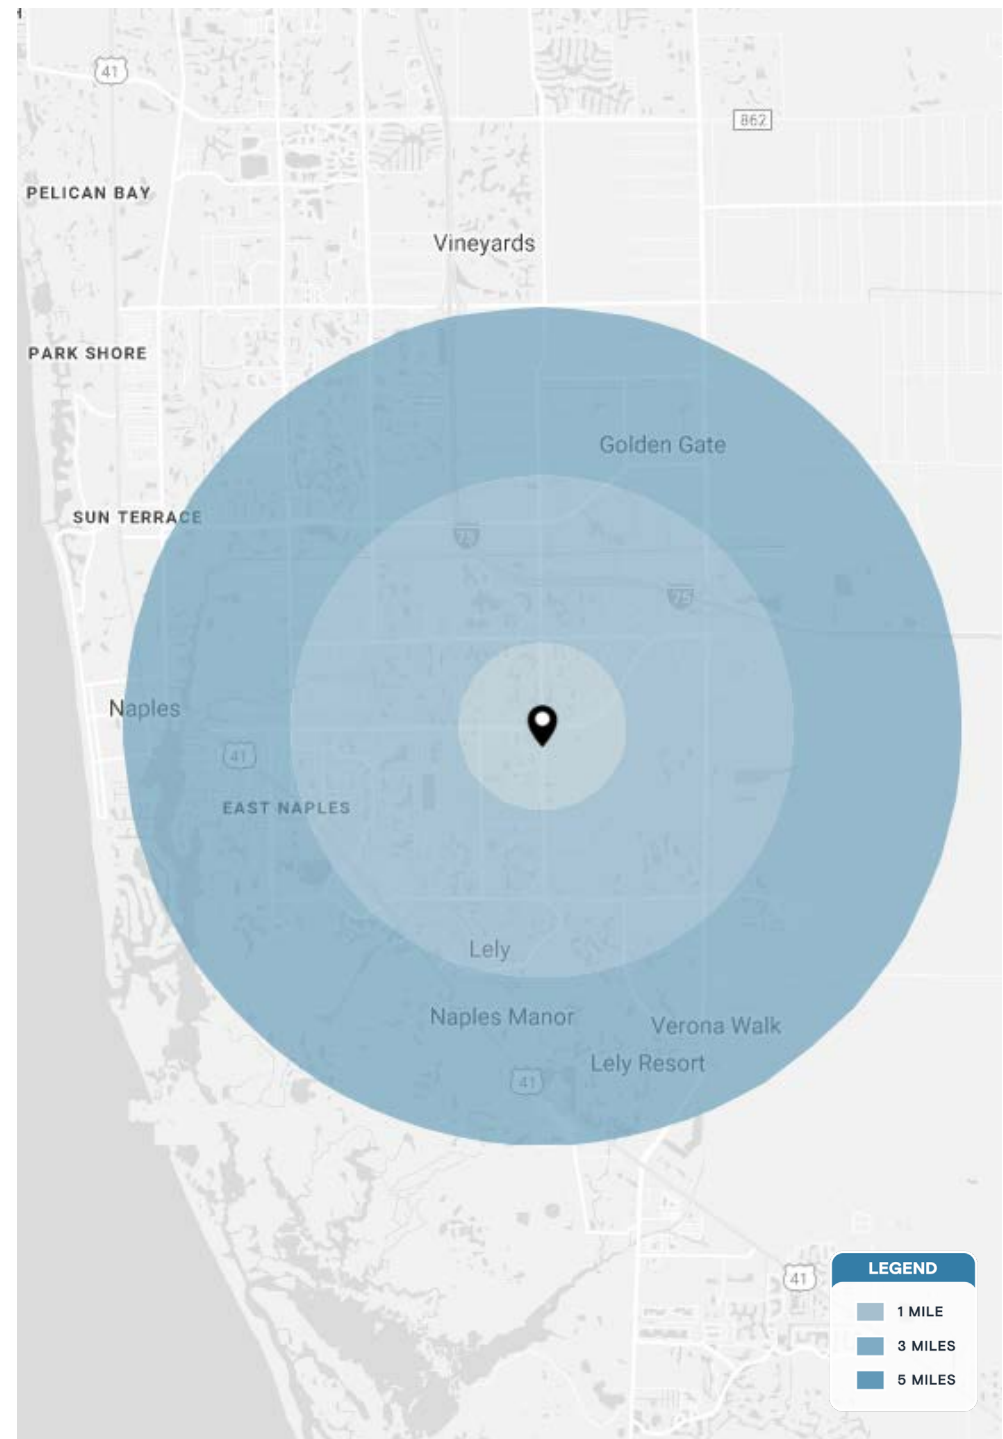 41
862
PELICAN BAY
Vineyards
PARK SHORE
Golden Gate
SUN TERRACE
75
75
Naples
41
EAST NAPLES
Lely
Naples Manor
Verona Walk
Lely Resort
41
41
LEGEND
1 MILE
3 MILES
5 MILES